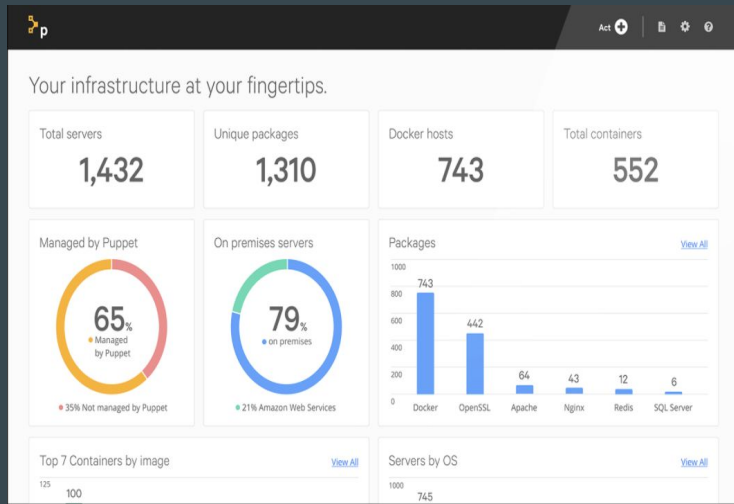 p
Act
Your infrastructure at your fingertips.
Total servers
1,432
Unique packages
1,310
Docker hosts
743
Total containers
552
Managed by Puppet
65%
Managed
by Puppet
35% Not managed by Puppet
On premises servers
79%
on premises
21% Amazon Web Services
Packages
View All
1000
800
600
400
200
0
743
442
64
43
12
6
Docker
OpenSSL
Apache
Nginx
Redis
SQL Server
Top 7 Containers by image
View All
125
100
Servers by OS
View All
1000
745